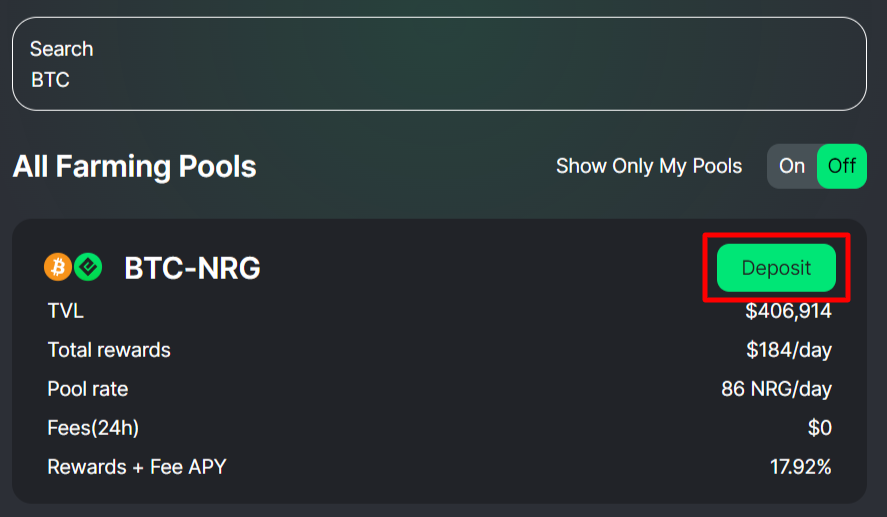 Search
BTC
All Farming Pools Show Only My Pools On Off
BTC-NRG Deposit
TVL $406,914
Total rewards $184/day
Pool rate 86 NRG/day
Fees(24h) $0
Rewards + Fee APY 17.92%